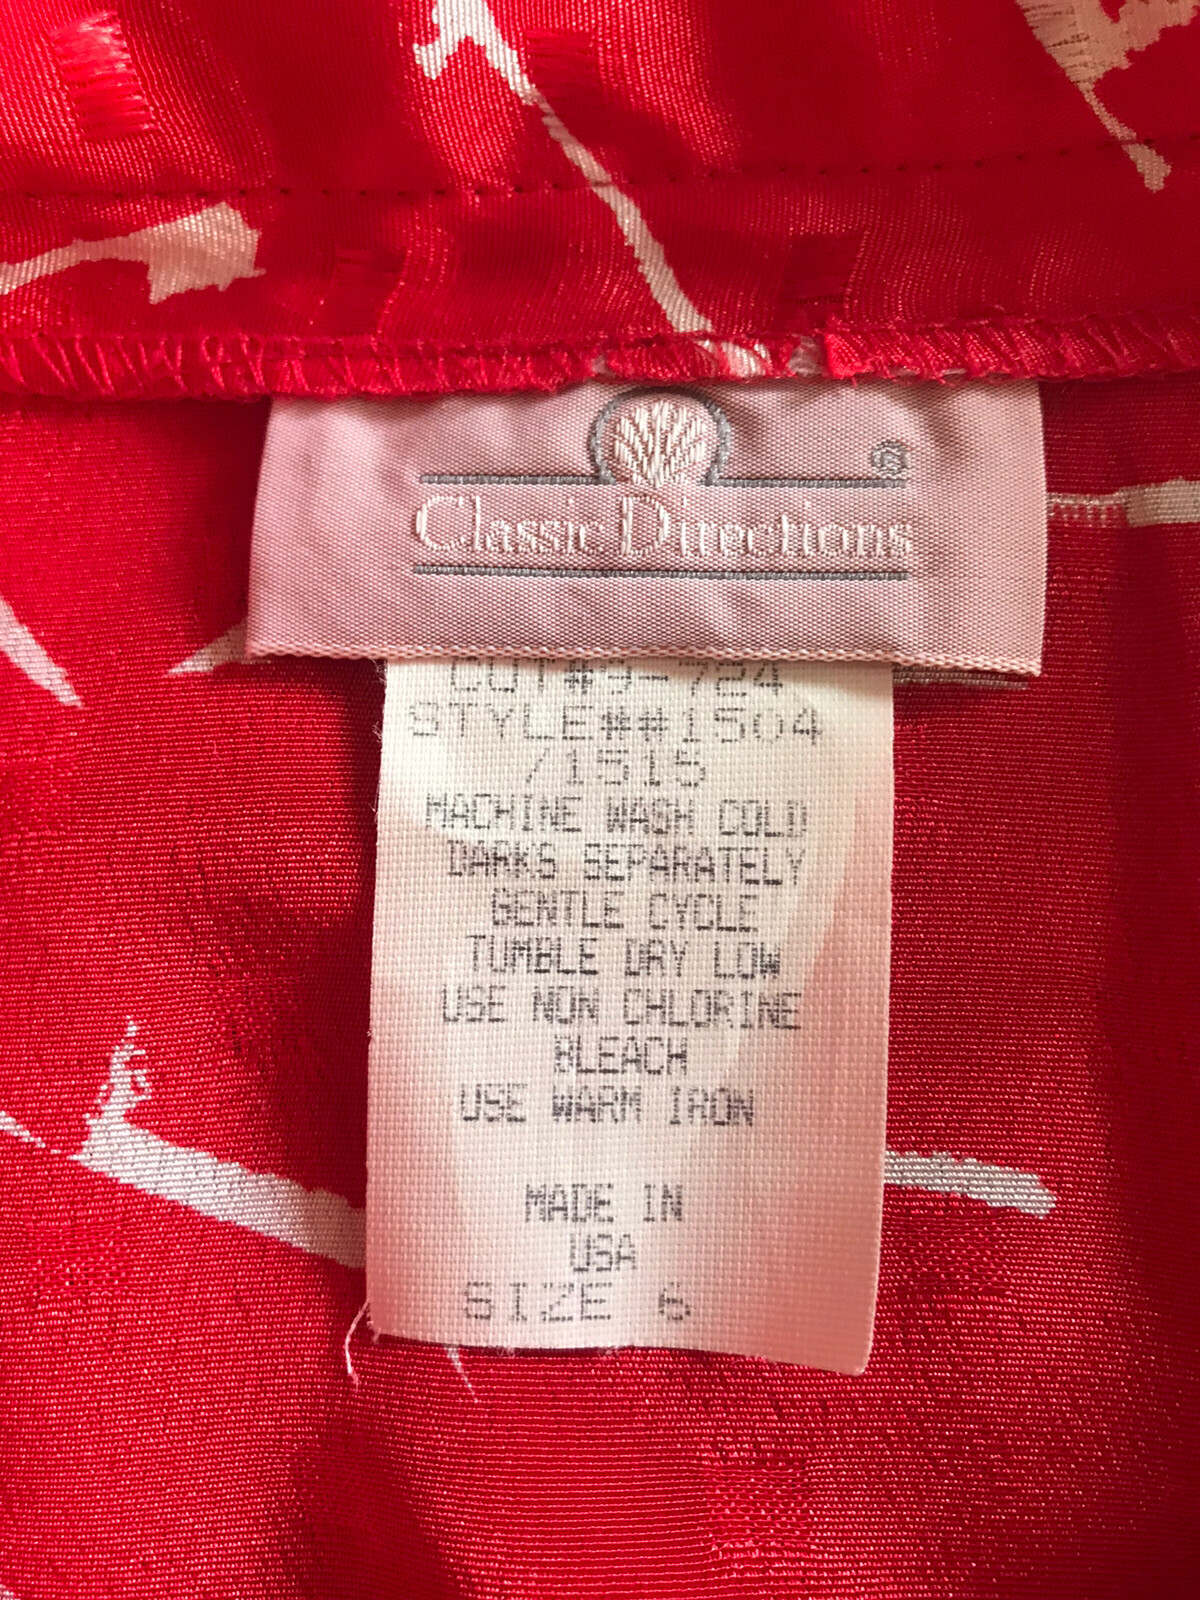 ®
Classic Directions
CUT#9-724
STYLE##1504
/1515
MACHINE WASH COLD
DARKS SEPARATELY
GENTLE CYCLE
TUMBLE DRY LOW
USE NON CHLORINE
BLEACH
USE WARM IRON
MADE IN
USA
SIZE 6